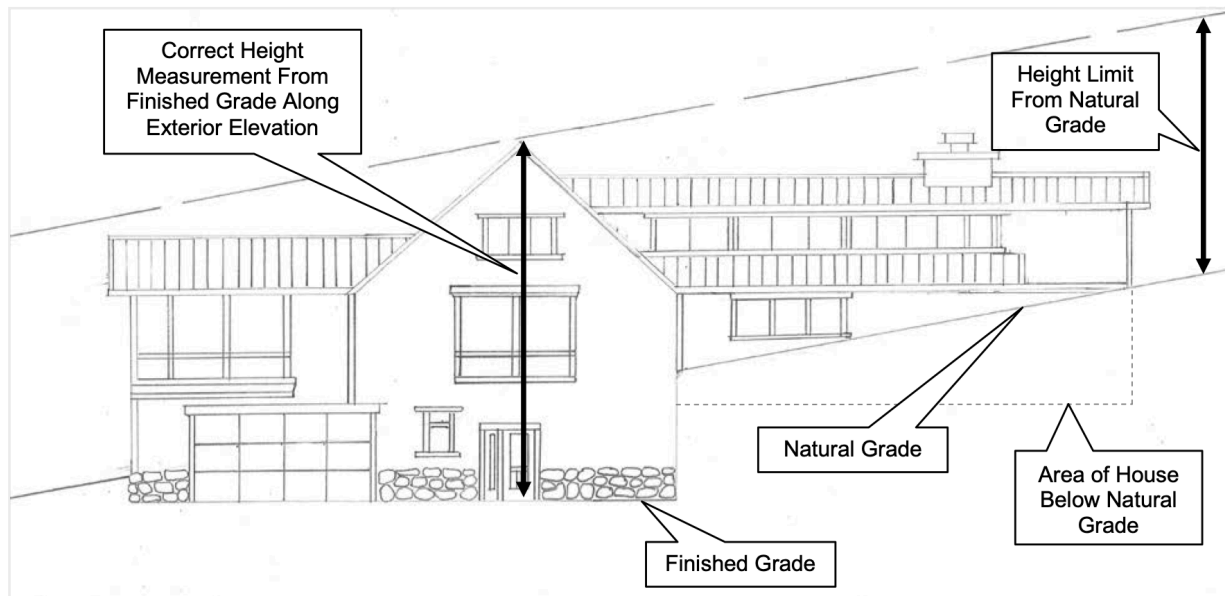 Correct Height
Measurement From
Finished Grade Along
Exterior Elevation
Height Limit
From Natural
Grade
Natural Grade
Area of House
Below Natural
Grade
Finished Grade